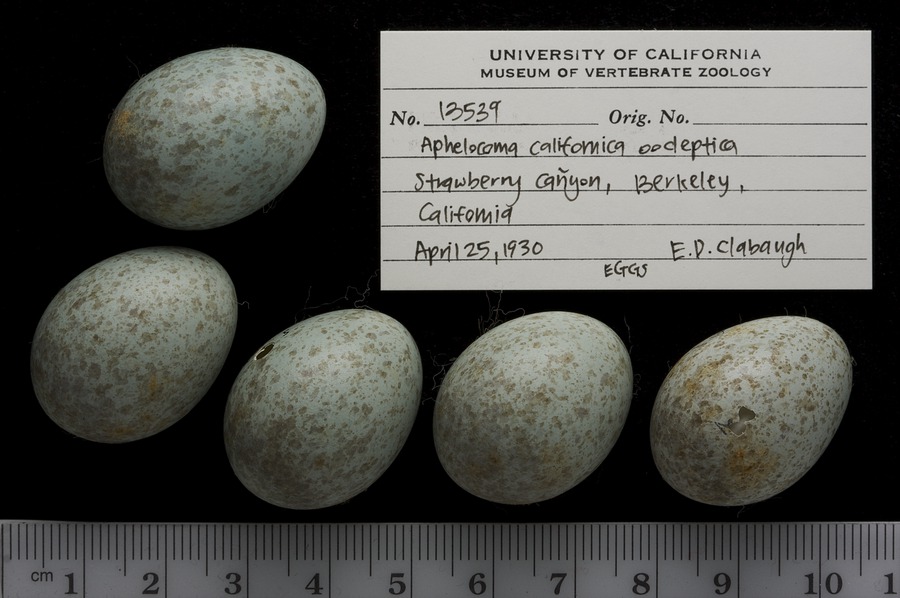 UNIVERSITY OF CALIFORNIA
MUSEUM OF VERTEBRATE ZOOLOGY
No. 13539 Orig. No.
Aphelocoma californica oocleptica
Strawberry Cañyon, Berkeley,
California
April 25, 1930 E.D. Clabaugh
EGGS
cm 1 2 3 4 5 6 7 8 9 10 1